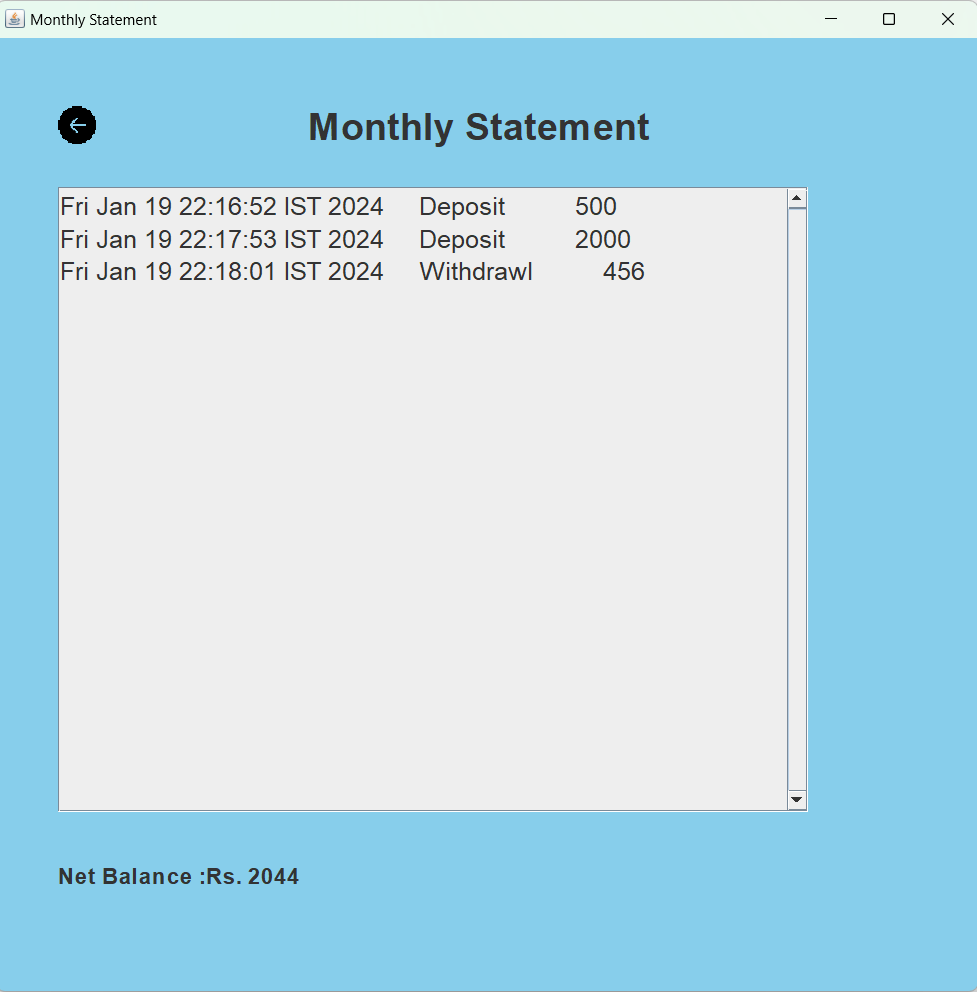 Monthly Statement
Monthly Statement
Fri Jan 19 22:16:52 IST 2024 Deposit 500
Fri Jan 19 22:17:53 IST 2024 Deposit 2000
Fri Jan 19 22:18:01 IST 2024 Withdrawl 456
Net Balance :Rs. 2044